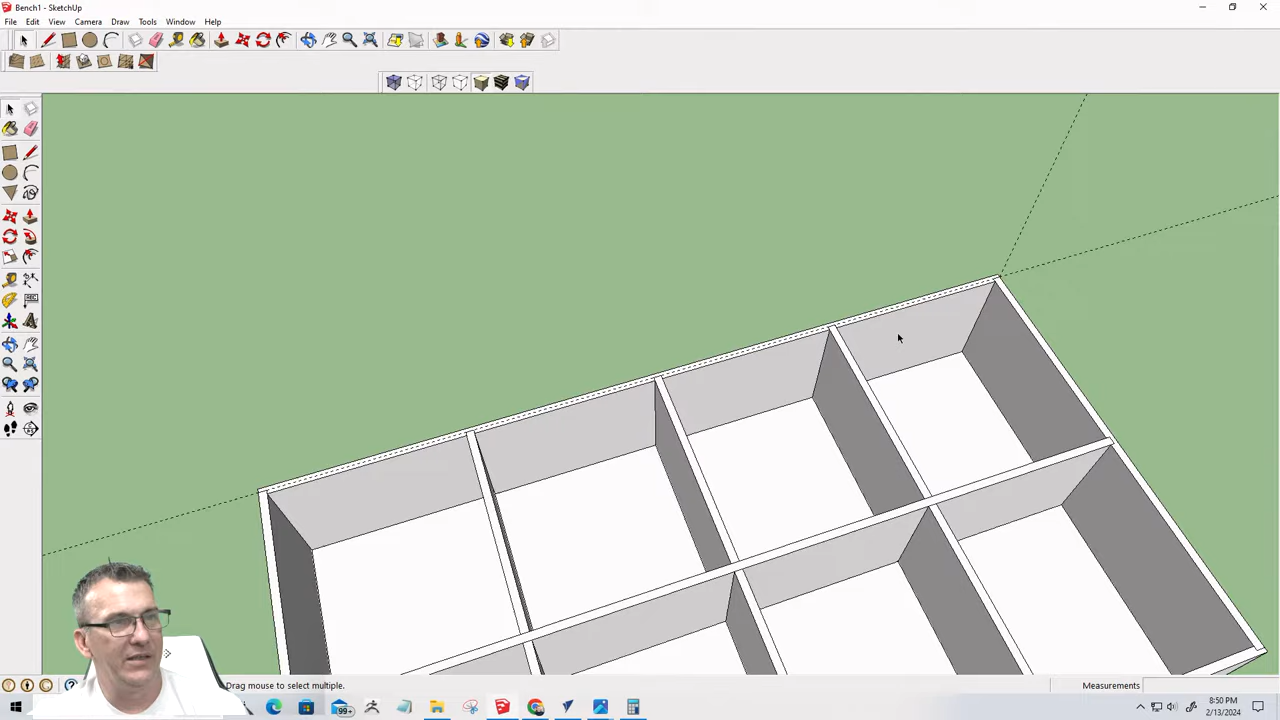 Bench1 - SketchUp
File Edit View Camera Draw Tools Window Help
Drag mouse to select multiple.
Measurements
99+
8:50 PM
2/13/2024